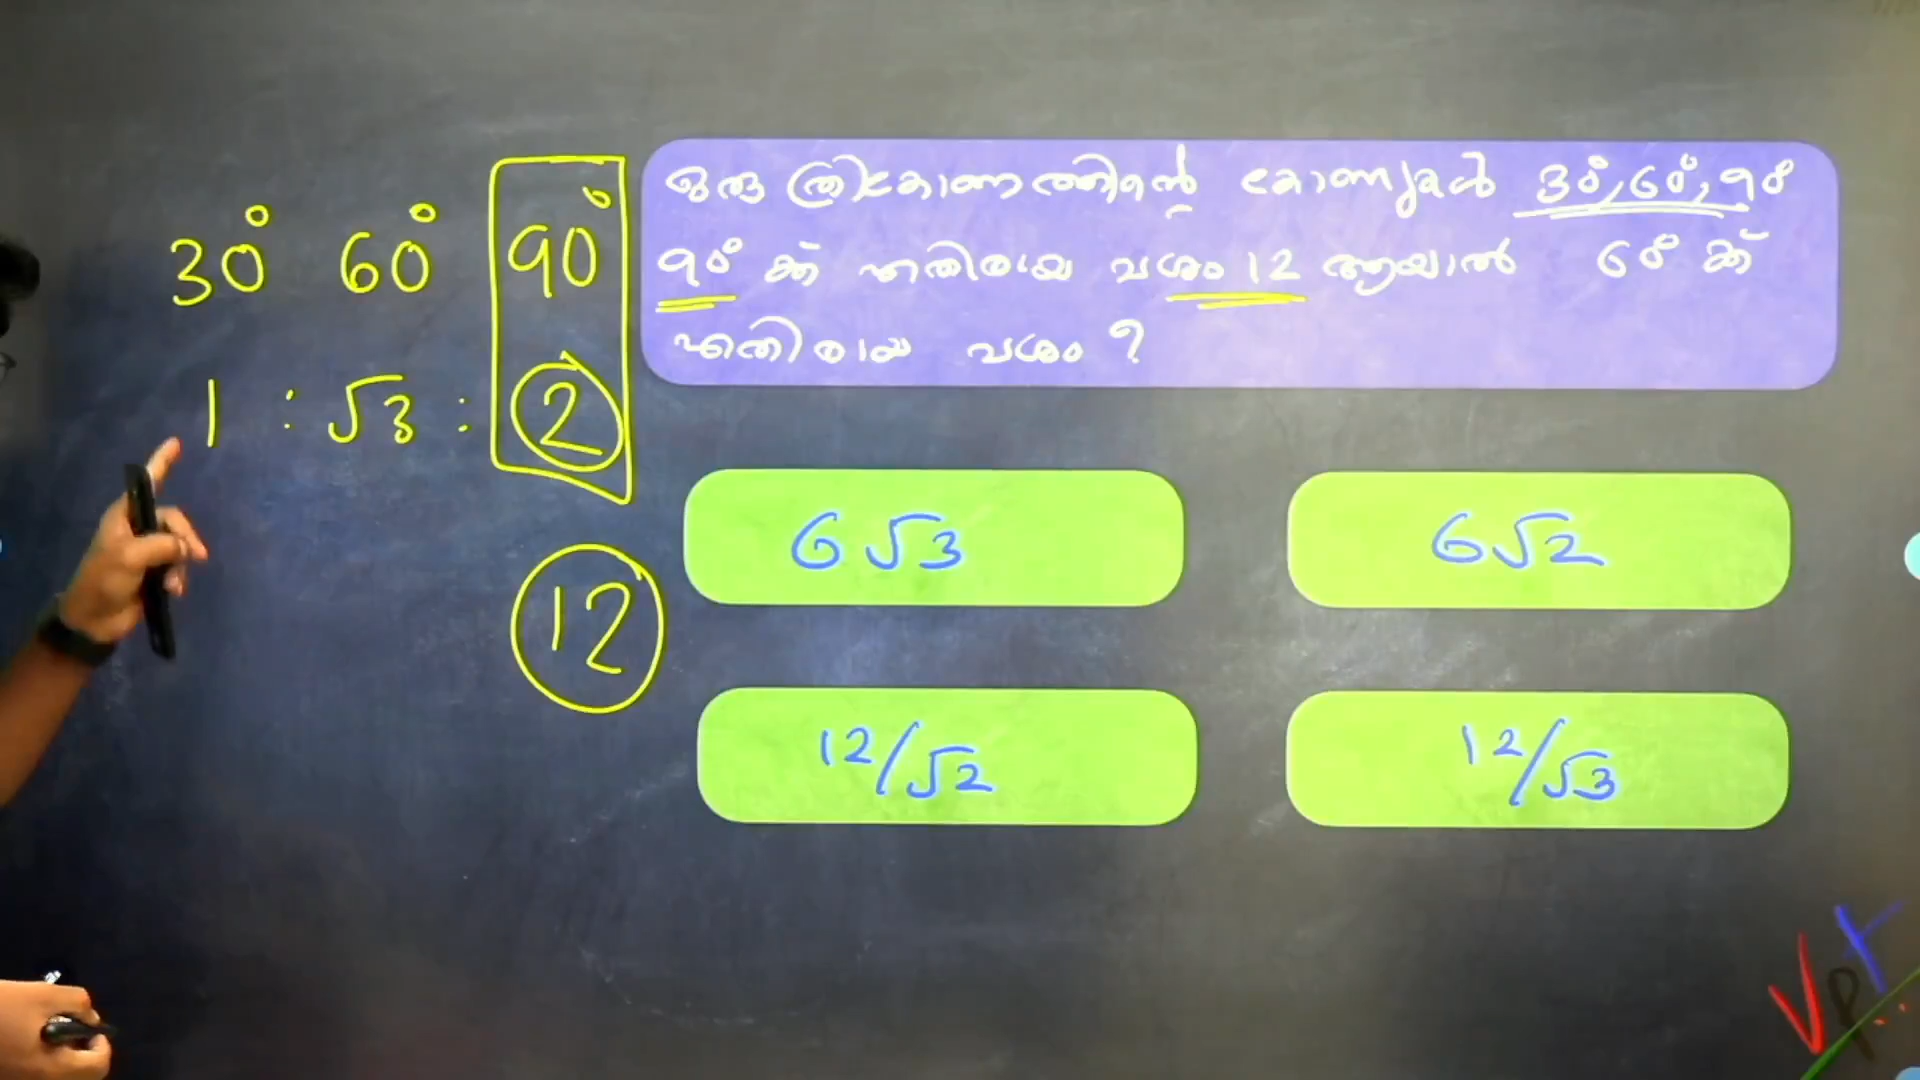 30° 60° 90°
1 : √3 : 2
12
ഒരു ത്രികോണത്തിന്റെ കോണുകൾ 30°, 60°, 90°
90° ക്ക് എതിരായ വശം 12 ആയാൽ 60° ക്ക്
എതിരായ വശം ?
6√3
6√2
12/√2
12/√3
VPX